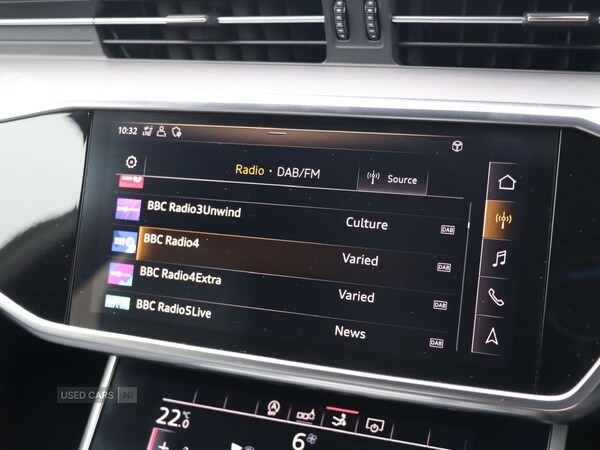 10:32 LTE
Radio · DAB/FM
Source
BBC Radio3Unwind Culture DAB
BBC Radio4 Varied DAB
BBC Radio4Extra Varied DAB
BBC Radio5Live News DAB
USED CARS NI
22.0°C
6